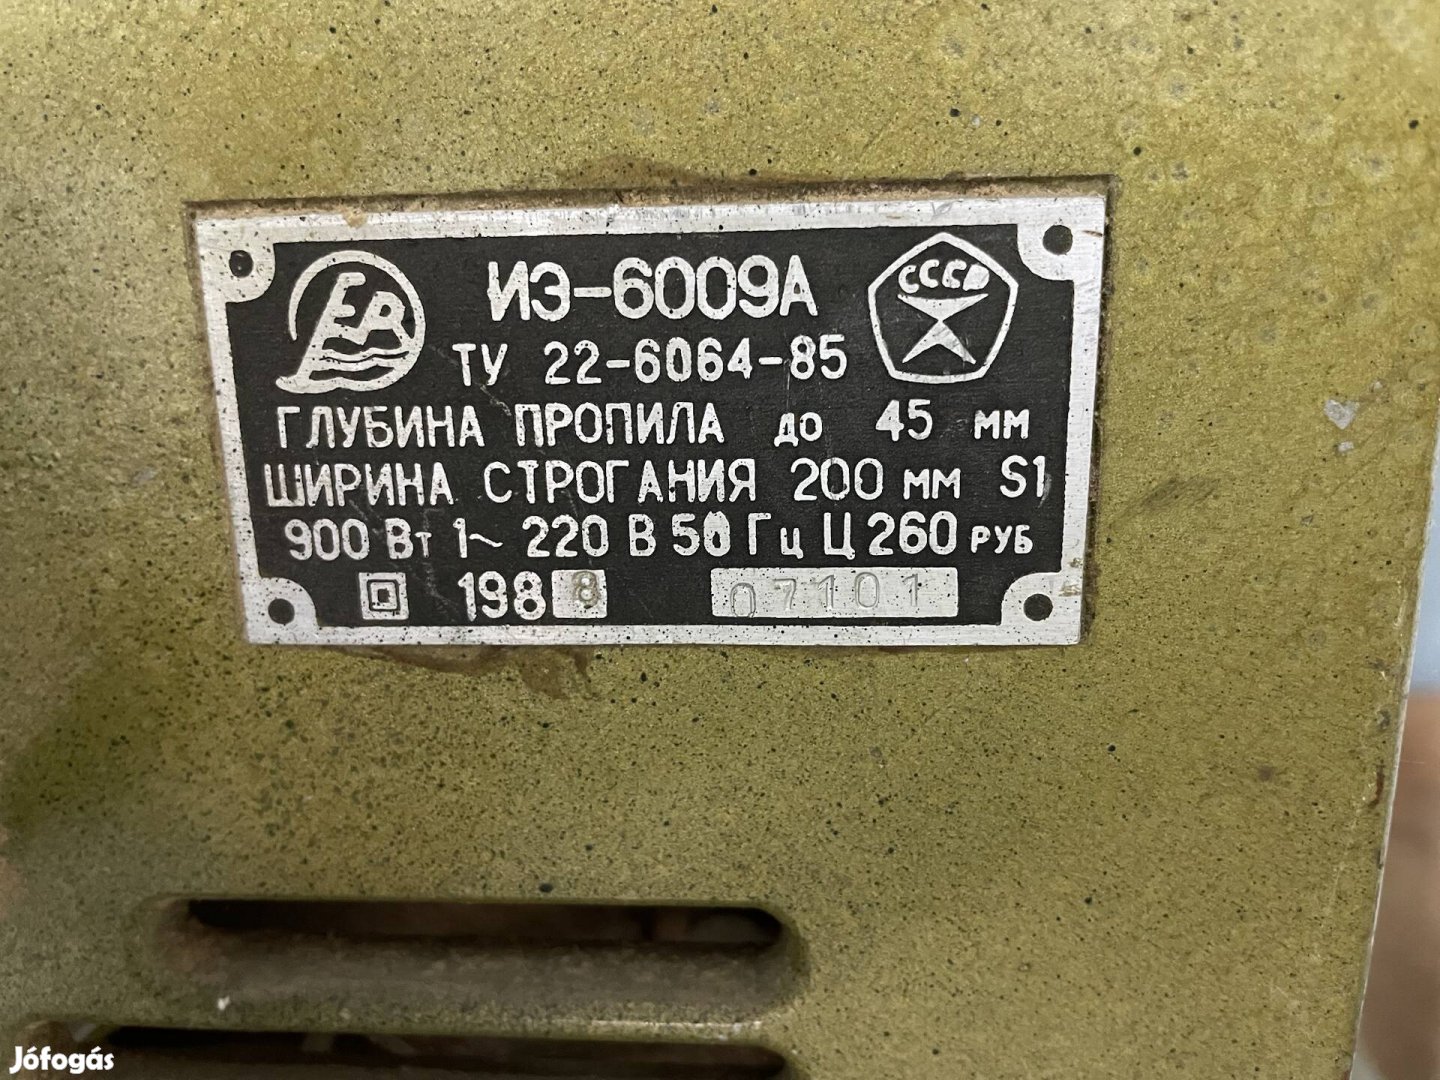 ИЭ-6009А
СССР
ТУ 22-6064-85
ГЛУБИНА ПРОПИЛА ДО 45 мм
ШИРИНА СТРОГАНИЯ 200 мм S1
900 Вт 1~ 220 В 50 Гц Ц 260 РУБ
1988 07101
Jófogás